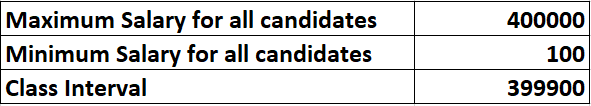 Maximum Salary for all candidates 400000
Minimum Salary for all candidates 100
Class Interval 399900